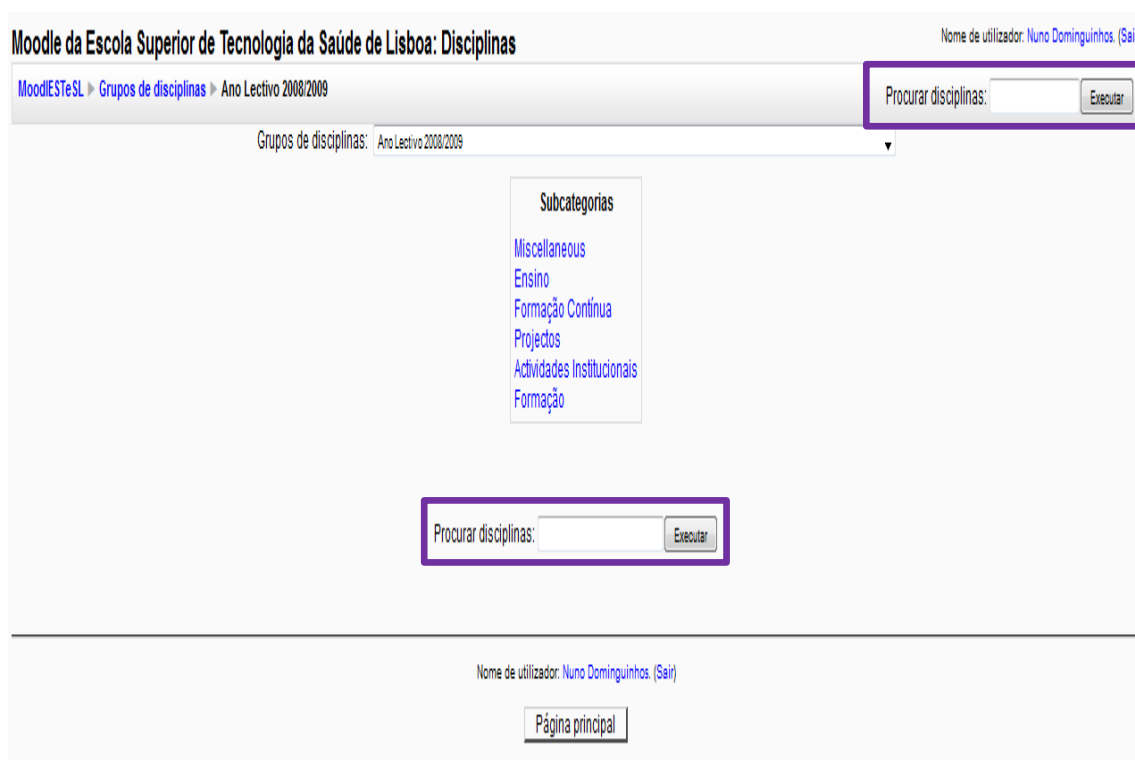 Moodle da Escola Superior de Tecnologia da Saúde de Lisboa: Disciplinas
Nome de utilizador: Nuno Dominguinhos. (Sai
MoodlESTeSL ▶ Grupos de disciplinas ▶ Ano Lectivo 2008/2009
Procurar disciplinas: Executar
Grupos de disciplinas: Ano Lectivo 2008/2009
Subcategorias
Miscellaneous
Ensino
Formação Contínua
Projectos
Actividades Institucionais
Formação
Procurar disciplinas: Executar
Nome de utilizador: Nuno Dominguinhos. (Sair)
Página principal